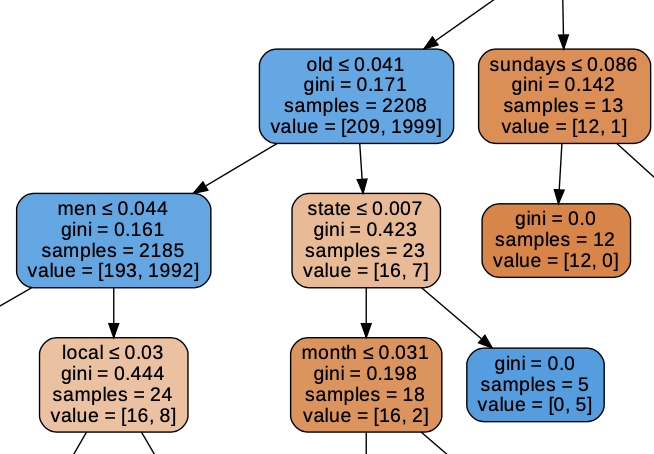 old ≤ 0.041
gini = 0.171
samples = 2208
value = [209, 1999]
sundays ≤ 0.086
gini = 0.142
samples = 13
value = [12, 1]
men ≤ 0.044
gini = 0.161
samples = 2185
value = [193, 1992]
state ≤ 0.007
gini = 0.423
samples = 23
value = [16, 7]
gini = 0.0
samples = 12
value = [12, 0]
local ≤ 0.03
gini = 0.444
samples = 24
value = [16, 8]
month ≤ 0.031
gini = 0.198
samples = 18
value = [16, 2]
gini = 0.0
samples = 5
value = [0, 5]